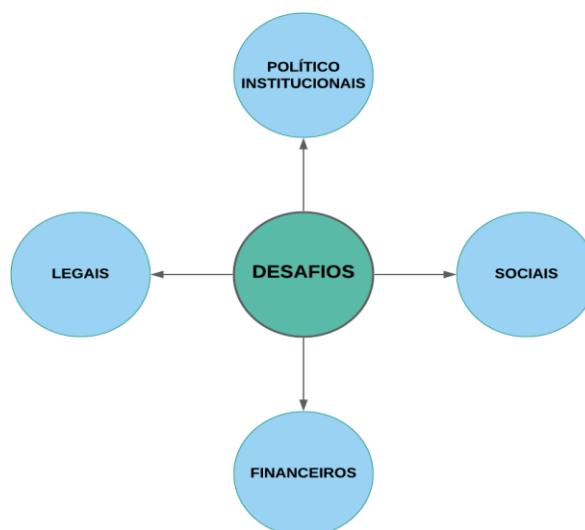 POLÍTICO
INSTITUCIONAIS
LEGAIS
DESAFIOS
SOCIAIS
FINANCEIROS